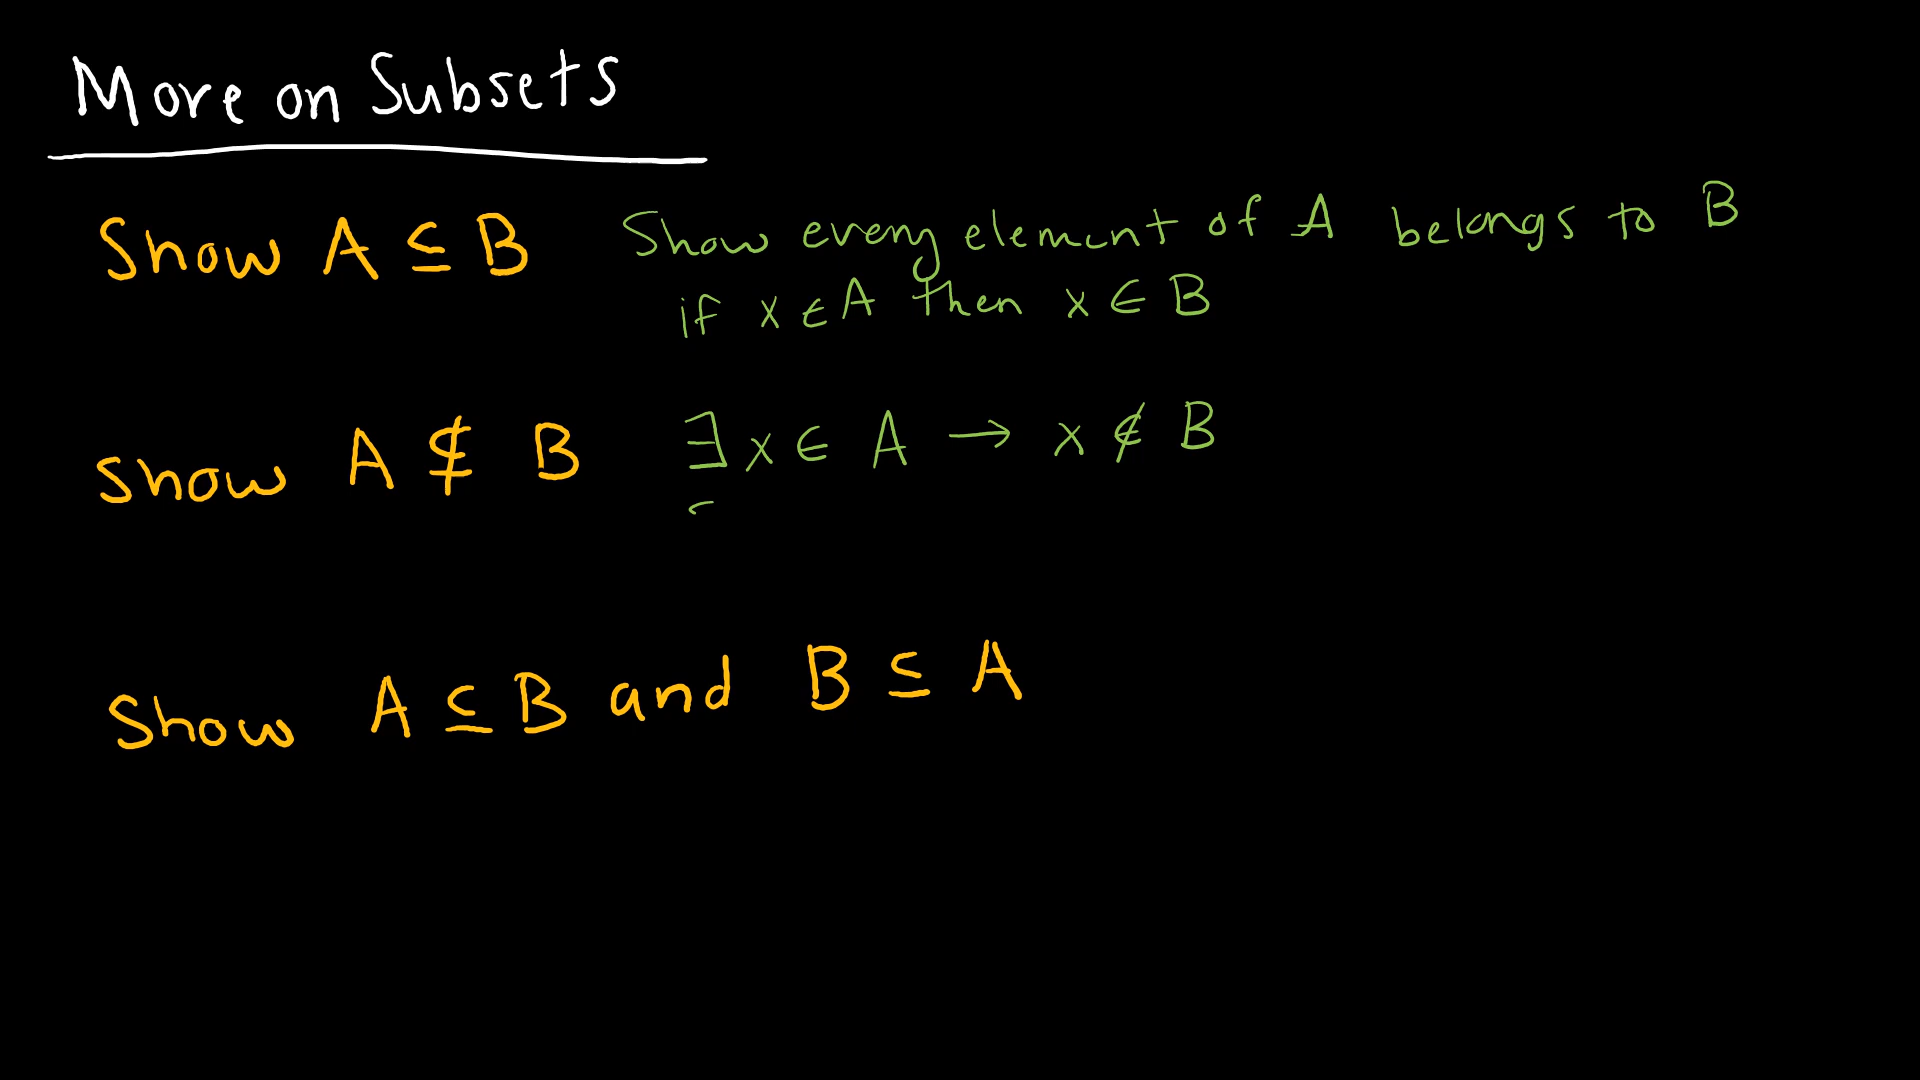 More on Subsets
Show A ⊆ B Show every element of A belongs to B
if x ∈ A then x ∈ B
Show A ⊈ B ∃ x ∈ A → x ∉ B
Show A ⊆ B and B ⊆ A